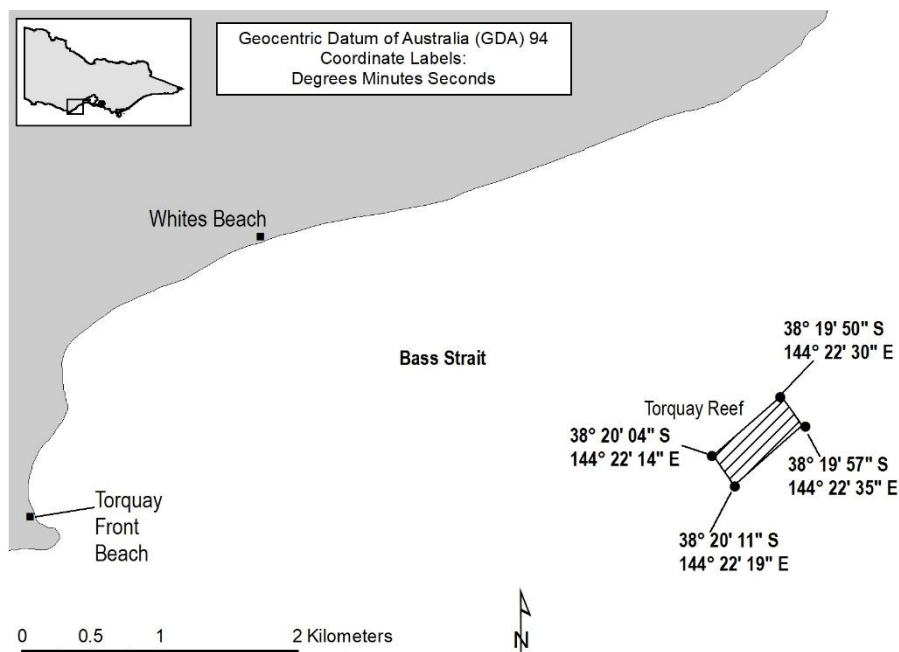 Geocentric Datum of Australia (GDA) 94
Coordinate Labels:
Degrees Minutes Seconds
Whites Beach
Bass Strait
38° 19' 50" S
144° 22' 30" E
Torquay Reef
38° 20' 04" S
144° 22' 14" E
38° 19' 57" S
144° 22' 35" E
38° 20' 11" S
144° 22' 19" E
Torquay
Front
Beach
N
0 0.5 1 2 Kilometers